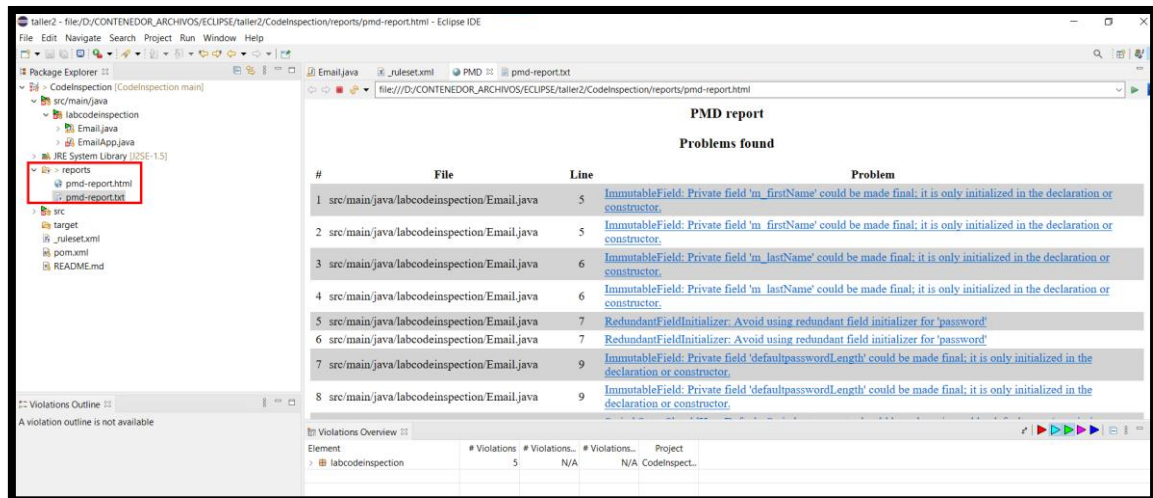 taller2 - file:/D:/CONTENEDOR_ARCHIVOS/ECLIPSE/taller2/CodeInspection/reports/pmd-report.html - Eclipse IDE
File Edit Navigate Search Project Run Window Help
Package Explorer
> CodeInspection [CodeInspection main]
src/main/java
labcodeinspection
> Email.java
> EmailApp.java
> JRE System Library [J2SE-1.5]
> reports
pmd-report.html
pmd-report.txt
> src
target
_ruleset.xml
pom.xml
README.md
Violations Outline
A violation outline is not available
Email.java _ruleset.xml PMD pmd-report.txt
file:///D:/CONTENEDOR_ARCHIVOS/ECLIPSE/taller2/CodeInspection/reports/pmd-report.html
PMD report
Problems found
# File Line Problem
1 src/main/java/labcodeinspection/Email.java 5 ImmutableField: Private field 'm_firstName' could be made final; it is only initialized in the declaration or
constructor.
2 src/main/java/labcodeinspection/Email.java 5 ImmutableField: Private field 'm_firstName' could be made final; it is only initialized in the declaration or
constructor.
3 src/main/java/labcodeinspection/Email.java 6 ImmutableField: Private field 'm_lastName' could be made final; it is only initialized in the declaration or
constructor.
4 src/main/java/labcodeinspection/Email.java 6 ImmutableField: Private field 'm_lastName' could be made final; it is only initialized in the declaration or
constructor.
5 src/main/java/labcodeinspection/Email.java 7 RedundantFieldInitializer: Avoid using redundant field initializer for 'password'
6 src/main/java/labcodeinspection/Email.java 7 RedundantFieldInitializer: Avoid using redundant field initializer for 'password'
7 src/main/java/labcodeinspection/Email.java 9 ImmutableField: Private field 'defaultpasswordLength' could be made final; it is only initialized in the
declaration or constructor.
8 src/main/java/labcodeinspection/Email.java 9 ImmutableField: Private field 'defaultpasswordLength' could be made final; it is only initialized in the
declaration or constructor.
Violations Overview
Element # Violations # Violations... # Violations... Project
> labcodeinspection 5 N/A N/A CodeInspect...